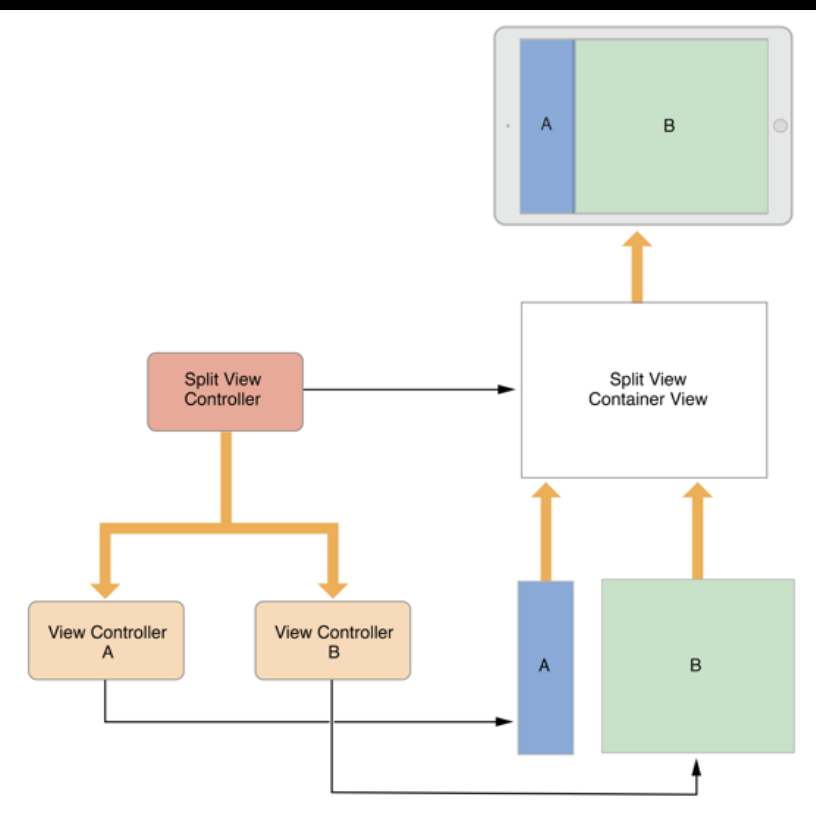 A
B
Split View
Controller
Split View
Container View
View Controller
A
View Controller
B
A
B